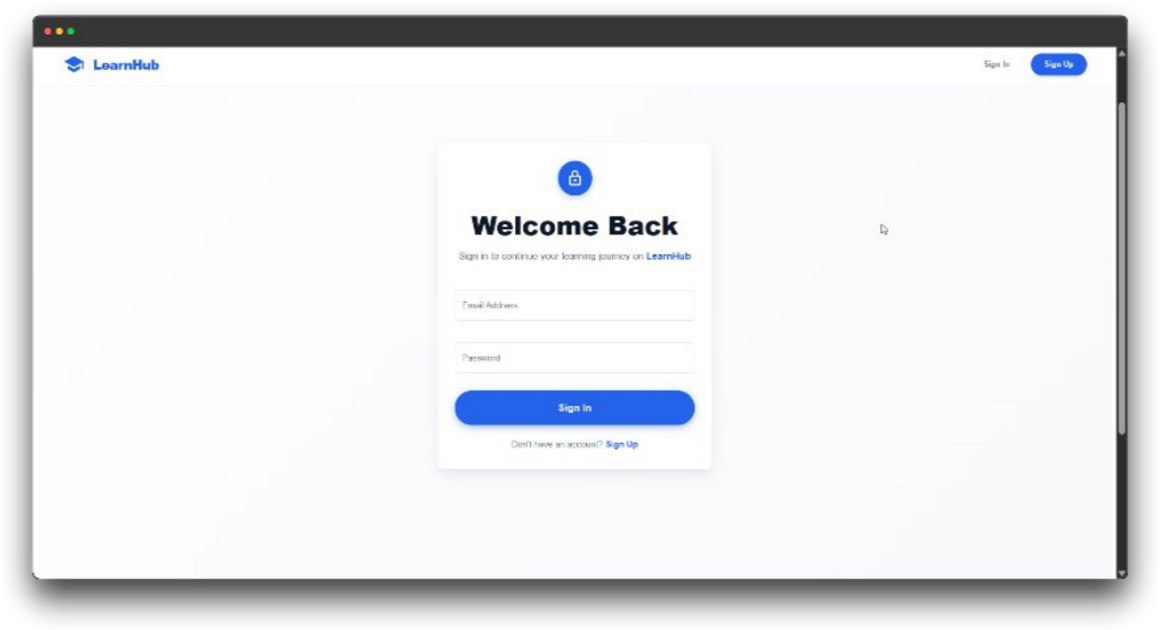 LearnHub
Sign In
Sign Up
Welcome Back
Sign in to continue your learning journey on LearnHub
Email Address
Password
Sign In
Don't have an account? Sign Up